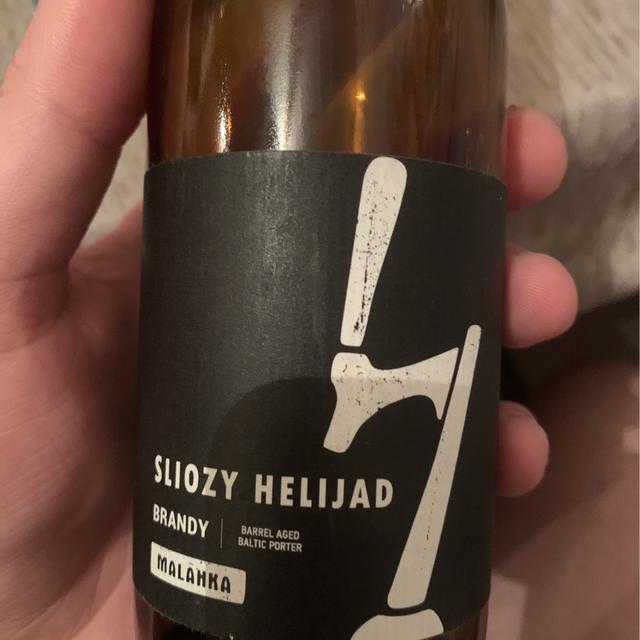 SLIOZY HELIJAD
BRANDY
BARREL AGED
BALTIC PORTER
MALANKA